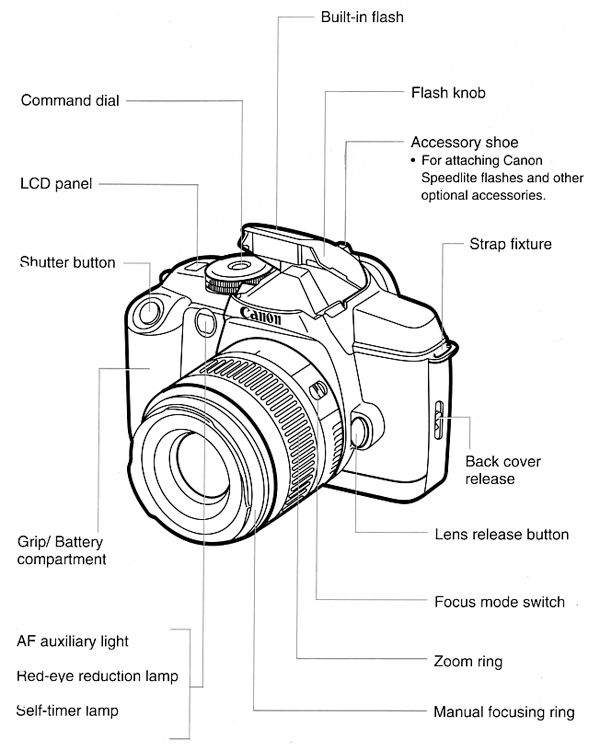 Built-in flash
Command dial
Flash knob
Accessory shoe
• For attaching Canon
Speedlite flashes and other
optional accessories.
LCD panel
Strap fixture
Shutter button
Canon
Back cover
release
Grip/ Battery
compartment
Lens release button
Focus mode switch
AF auxiliary light
Red-eye reduction lamp
Self-timer lamp
Zoom ring
Manual focusing ring